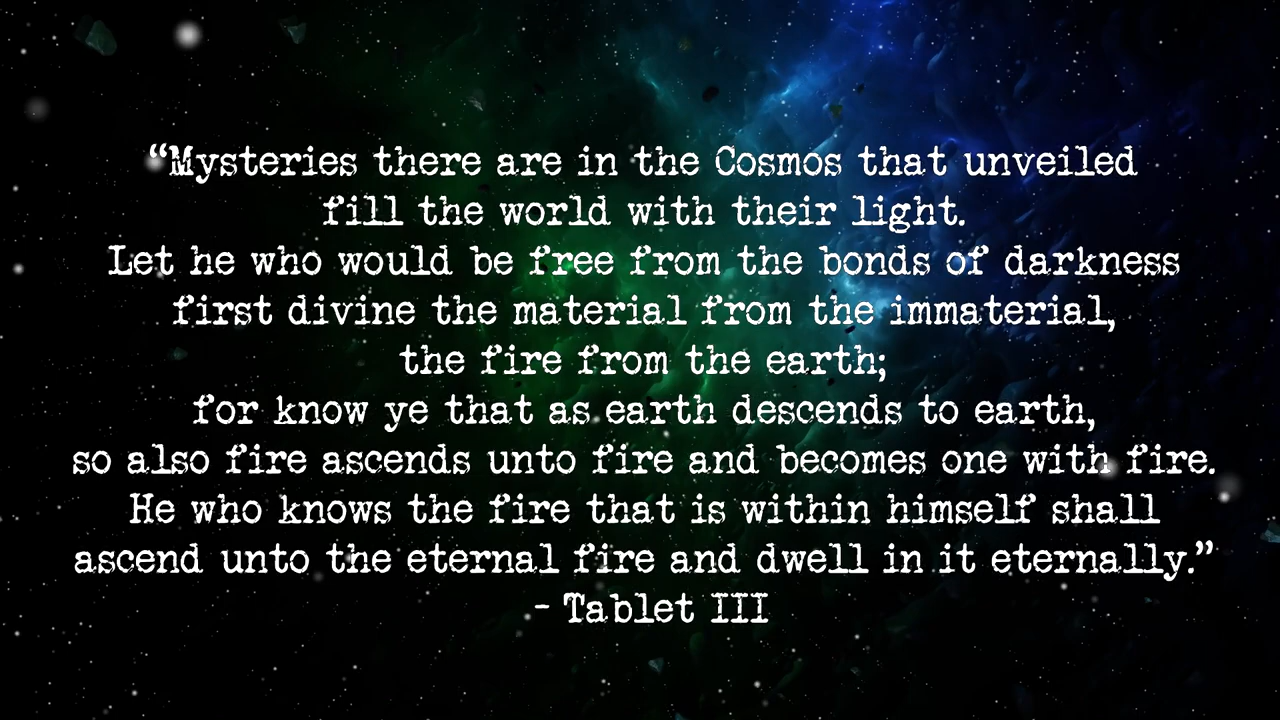 “Mysteries there are in the Cosmos that unveiled
fill the world with their light.
Let he who would be free from the bonds of darkness
first divine the material from the immaterial,
the fire from the earth;
for know ye that as earth descends to earth,
so also fire ascends unto fire and becomes one with fire.
He who knows the fire that is within himself shall
ascend unto the eternal fire and dwell in it eternally.”
- Tablet III